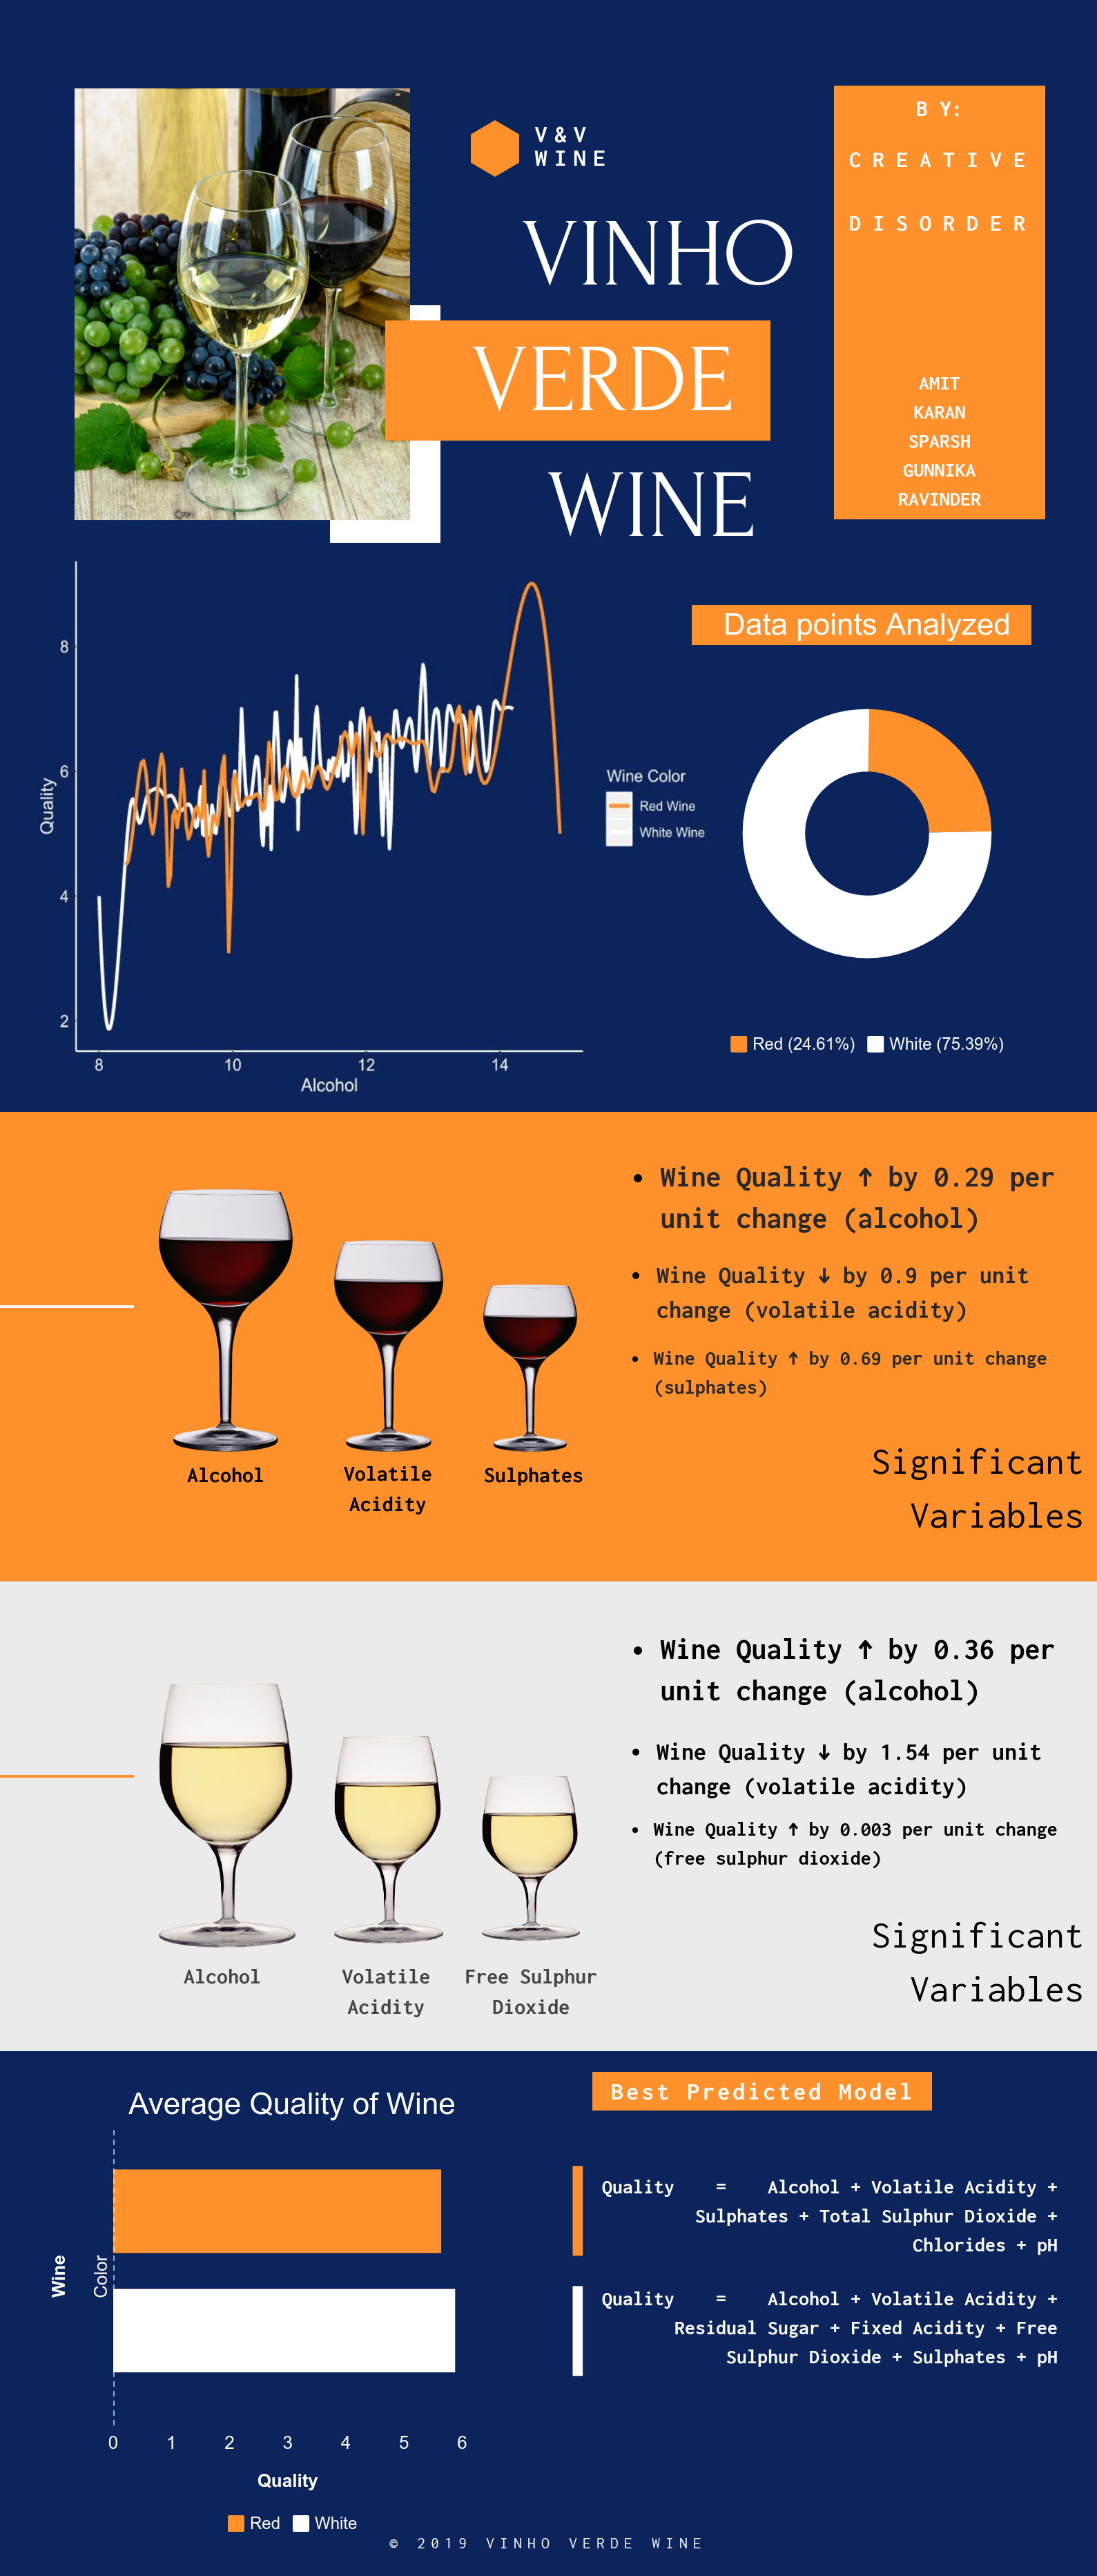 V&V
WINE
VINHO
VERDE
WINE
BY:
CREATIVE
DISORDER
AMIT
KARAN
SPARSH
GUNNIKA
RAVINDER
8
6
4
2
Quality
8 10 12 14
Alcohol
Wine Color
Red Wine
White Wine
Data points Analyzed
Red (24.61%) White (75.39%)
• Wine Quality ↑ by 0.29 per
unit change (alcohol)
• Wine Quality ↓ by 0.9 per unit
change (volatile acidity)
• Wine Quality ↑ by 0.69 per unit change
(sulphates)
Alcohol
Volatile
Acidity
Sulphates
Significant
Variables
• Wine Quality ↑ by 0.36 per
unit change (alcohol)
• Wine Quality ↓ by 1.54 per unit
change (volatile acidity)
• Wine Quality ↑ by 0.003 per unit change
(free sulphur dioxide)
Alcohol
Volatile
Acidity
Free Sulphur
Dioxide
Significant
Variables
Average Quality of Wine
Wine
Color
0 1 2 3 4 5 6
Quality
Red White
Best Predicted Model
Quality = Alcohol + Volatile Acidity +
Sulphates + Total Sulphur Dioxide +
Chlorides + pH
Quality = Alcohol + Volatile Acidity +
Residual Sugar + Fixed Acidity + Free
Sulphur Dioxide + Sulphates + pH
© 2019 VINHO VERDE WINE